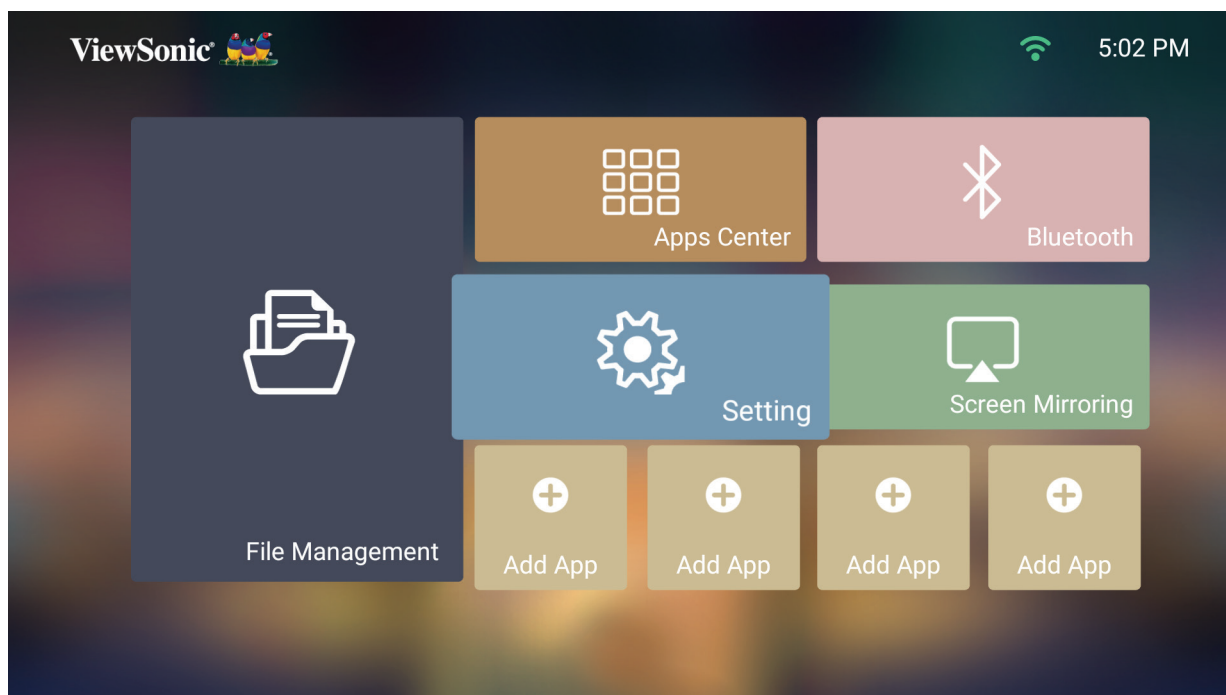 ViewSonic®
5:02 PM
Apps Center
Bluetooth
Setting
Screen Mirroring
File Management
Add App
Add App
Add App
Add App